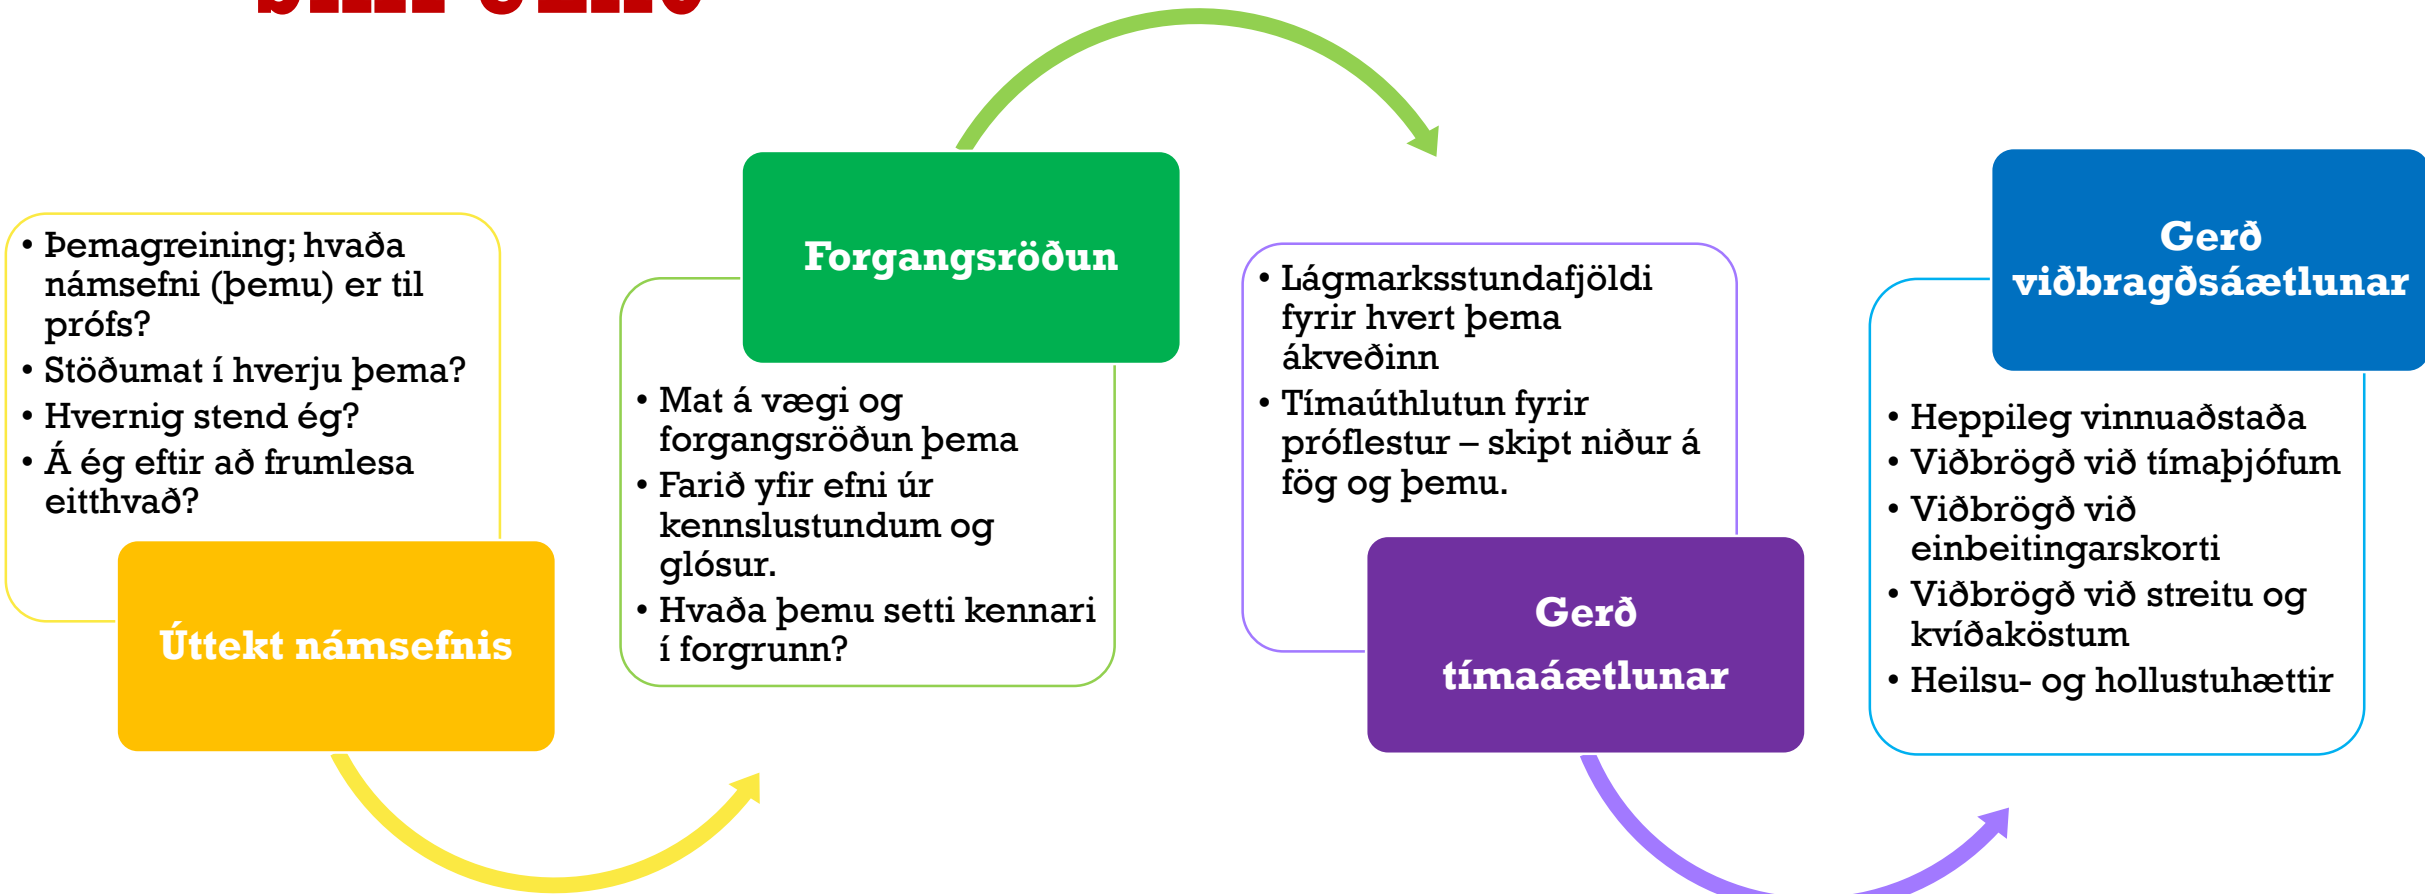 • Þemagreining; hvaða
námsefni (þemu) er til
prófs?
• Stöðumat í hverju þema?
• Hvernig stend ég?
• Á ég eftir að frumlesa
eitthvað?
Úttekt námsefnis
Forgangsröðun
• Mat á vægi og
forgangsröðun þema
• Farið yfir efni úr
kennslustundum og
glósur.
• Hvaða þemu setti kennari
í forgrunn?
• Lágmarksstundafjöldi
fyrir hvert þema
ákveðinn
• Tímaúthlutun fyrir
próflestur – skipt niður á
fög og þemu.
Gerð
tímaáætlunar
Gerð
viðbragðsáætlunar
• Heppileg vinnuaðstaða
• Viðbrögð við tímaþjófum
• Viðbrögð við
einbeitingarskorti
• Viðbrögð við streitu og
kvíðaköstum
• Heilsu- og hollustuhættir